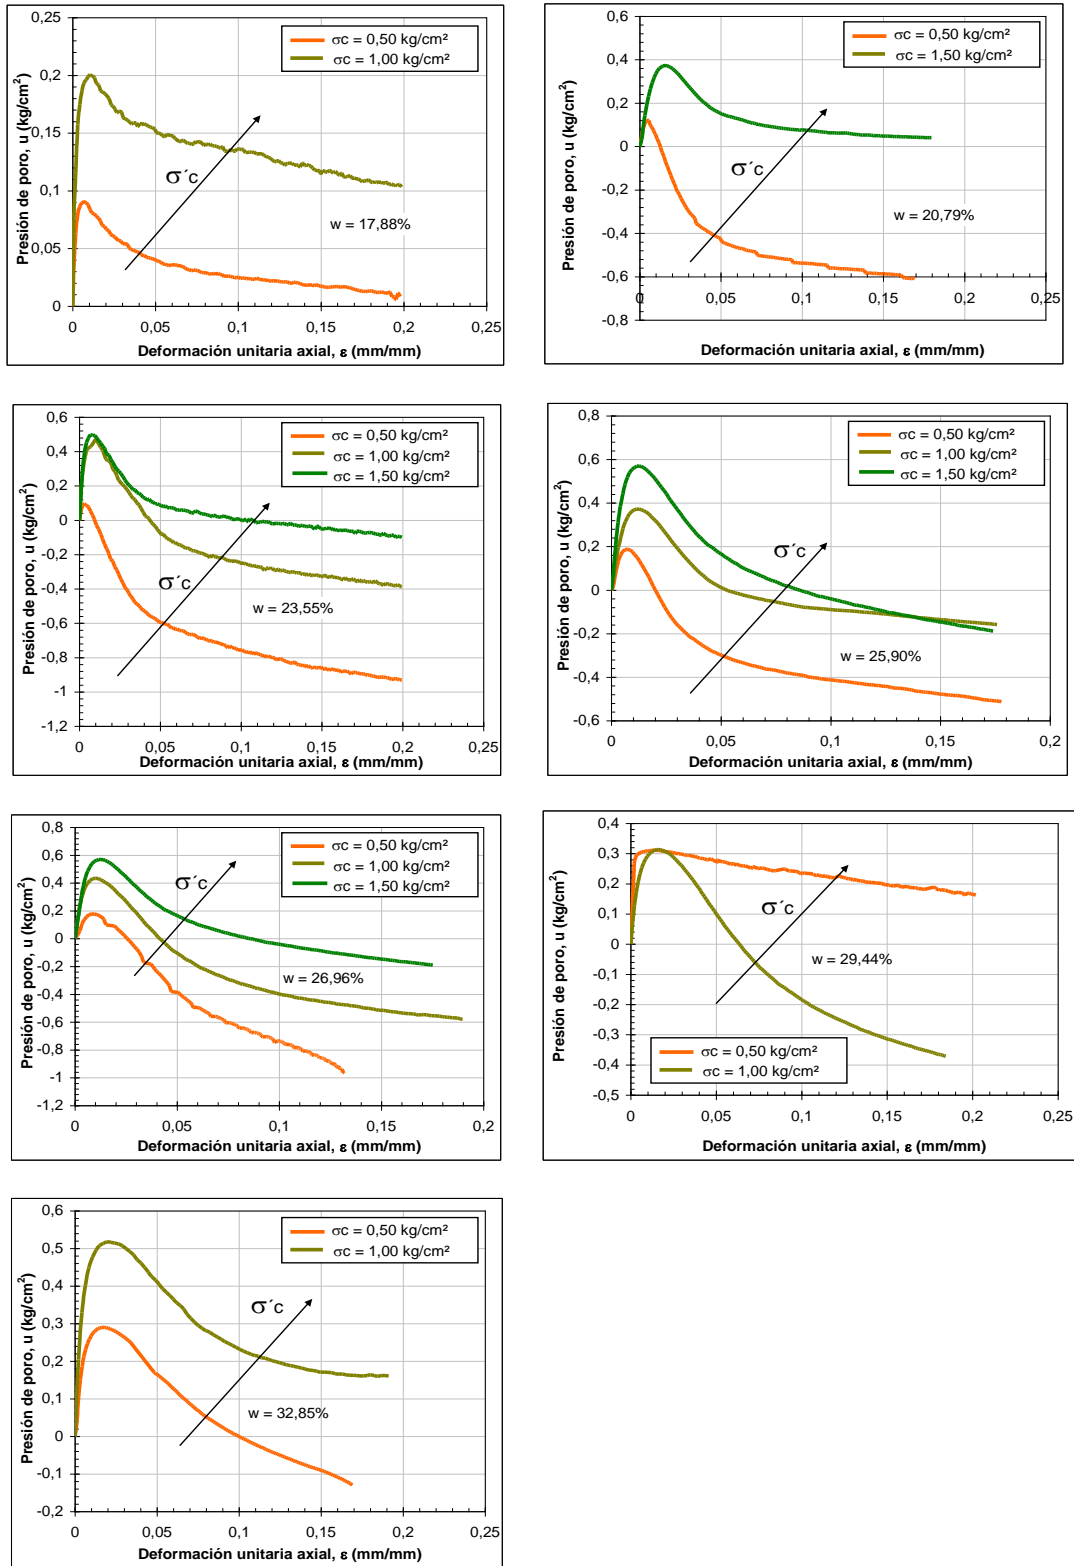 0,25
0,2
0,15
0,1
0,05
0
Presión de poro, u (kg/cm²)
σc = 0,50 kg/cm²
σc = 1,00 kg/cm²
σ´c
w = 17,88%
0 0,05 0,1 0,15 0,2 0,25
Deformación unitaria axial, ε (mm/mm)
0,6
0,4
0,2
0
-0,2
-0,4
-0,6
-0,8
Presión de poro, u (kg/cm²)
σc = 0,50 kg/cm²
σc = 1,50 kg/cm²
σ´c
w = 20,79%
0 0,05 0,1 0,15 0,2 0,25
Deformación unitaria axial, ε (mm/mm)
0,6
0,4
0,2
0
-0,2
-0,4
-0,6
-0,8
-1
-1,2
Presión de poro, u (kg/cm²)
σc = 0,50 kg/cm²
σc = 1,00 kg/cm²
σc = 1,50 kg/cm²
σ´c
w = 23,55%
0 0,05 0,1 0,15 0,2 0,25
Deformación unitaria axial, ε (mm/mm)
0,8
0,6
0,4
0,2
0
-0,2
-0,4
-0,6
Presión de poro, u (kg/cm²)
σc = 0,50 kg/cm²
σc = 1,00 kg/cm²
σc = 1,50 kg/cm²
σ´c
w = 25,90%
0 0,05 0,1 0,15 0,2
Deformación unitaria axial, ε (mm/mm)
0,8
0,6
0,4
0,2
0
-0,2
-0,4
-0,6
-0,8
-1
-1,2
Presión de poro, u (kg/cm²)
σc = 0,50 kg/cm²
σc = 1,00 kg/cm²
σc = 1,50 kg/cm²
σ´c
w = 26,96%
0 0,05 0,1 0,15 0,2
Deformación unitaria axial, ε (mm/mm)
0,4
0,3
0,2
0,1
0
-0,1
-0,2
-0,3
-0,4
-0,5
Presión de poro, u (kg/cm²)
σ´c
w = 29,44%
σc = 0,50 kg/cm²
σc = 1,00 kg/cm²
0 0,05 0,1 0,15 0,2 0,25
Deformación unitaria axial, ε (mm/mm)
0,6
0,5
0,4
0,3
0,2
0,1
0
-0,1
-0,2
Presión de poro, u (kg/cm²)
σc = 0,50 kg/cm²
σc = 1,00 kg/cm²
σ´c
w = 32,85%
0 0,05 0,1 0,15 0,2 0,25
Deformación unitaria axial, ε (mm/mm)